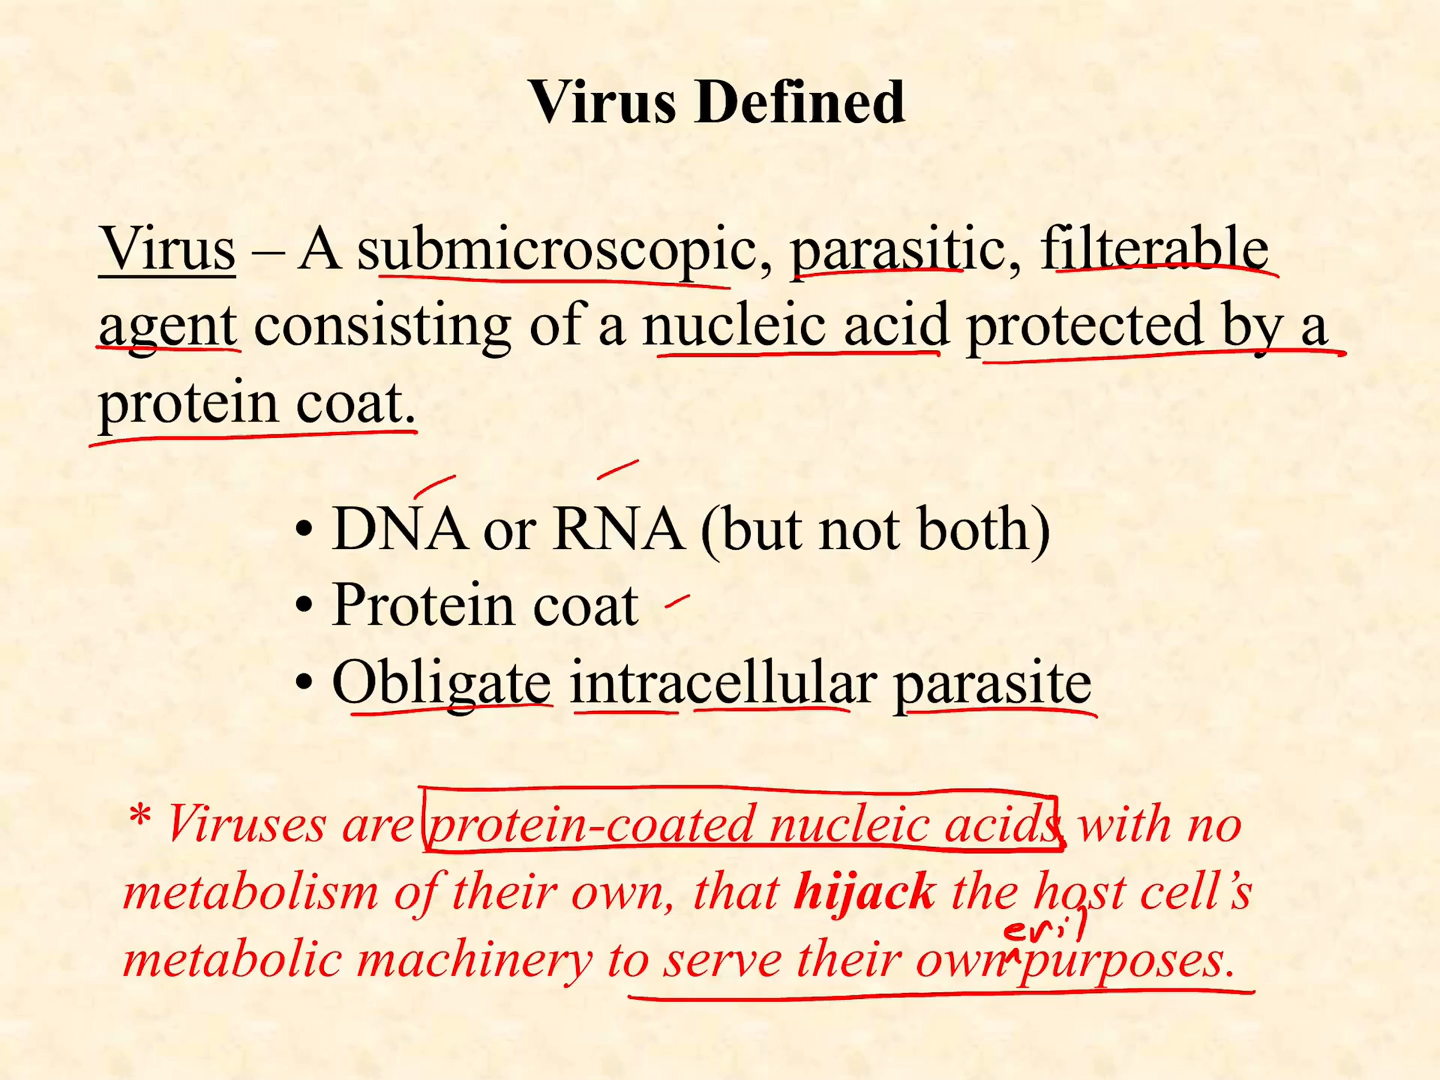 Virus Defined
Virus – A submicroscopic, parasitic, filterable
agent consisting of a nucleic acid protected by a
protein coat.
• DNA or RNA (but not both)
• Protein coat
• Obligate intracellular parasite
* Viruses are protein-coated nucleic acids with no
metabolism of their own, that hijack the host cell’s
evil
metabolic machinery to serve their own ^ purposes.